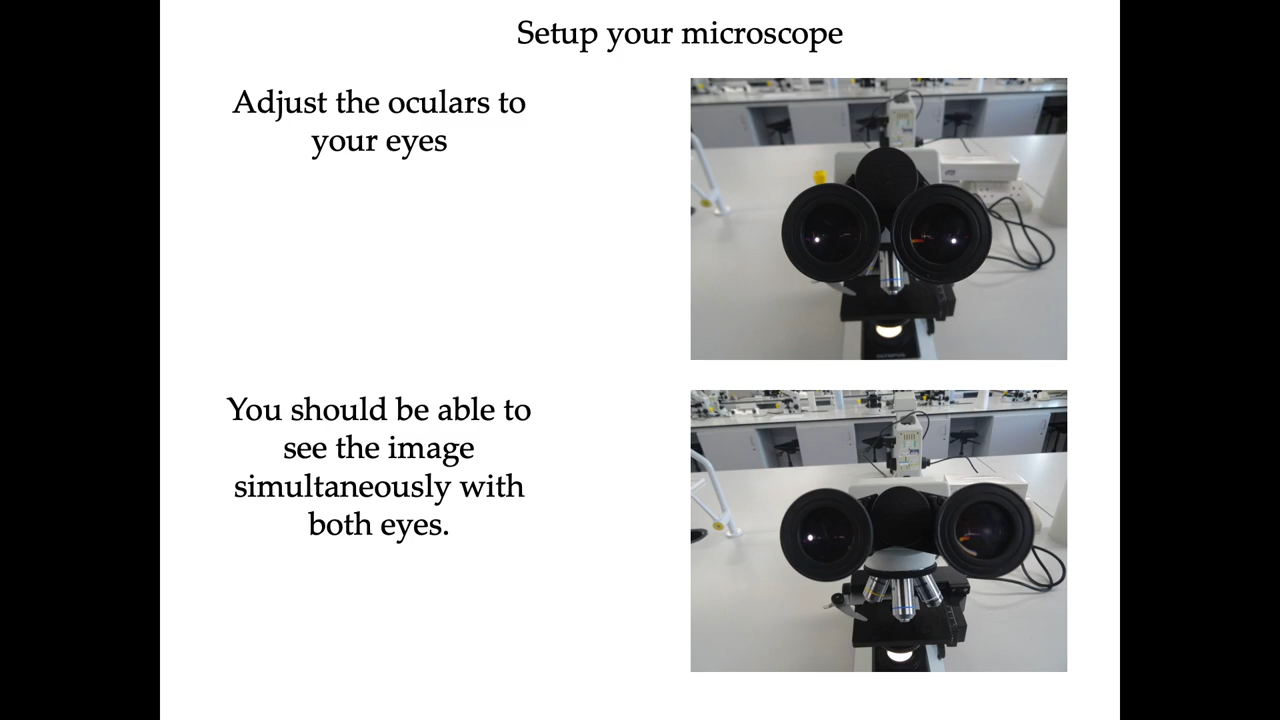 Setup your microscope
Adjust the oculars to
your eyes
You should be able to
see the image
simultaneously with
both eyes.
OLYMPUS